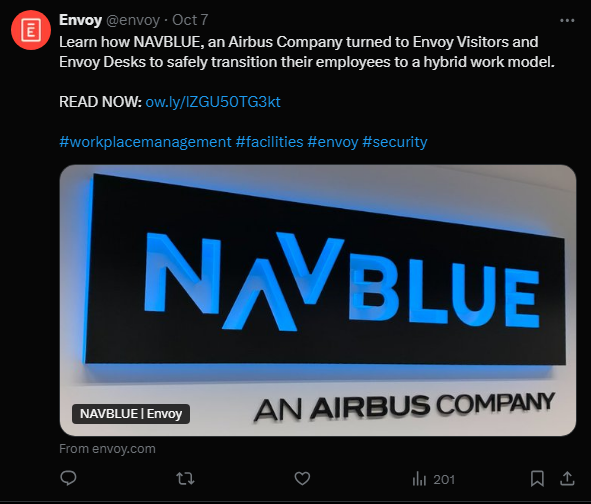 Envoy @envoy · Oct 7
Learn how NAVBLUE, an Airbus Company turned to Envoy Visitors and
Envoy Desks to safely transition their employees to a hybrid work model.
READ NOW: ow.ly/lZGU50TG3kt
#workplacemanagement #facilities #envoy #security
NAVBLUE
AN AIRBUS COMPANY
NAVBLUE | Envoy
From envoy.com
201